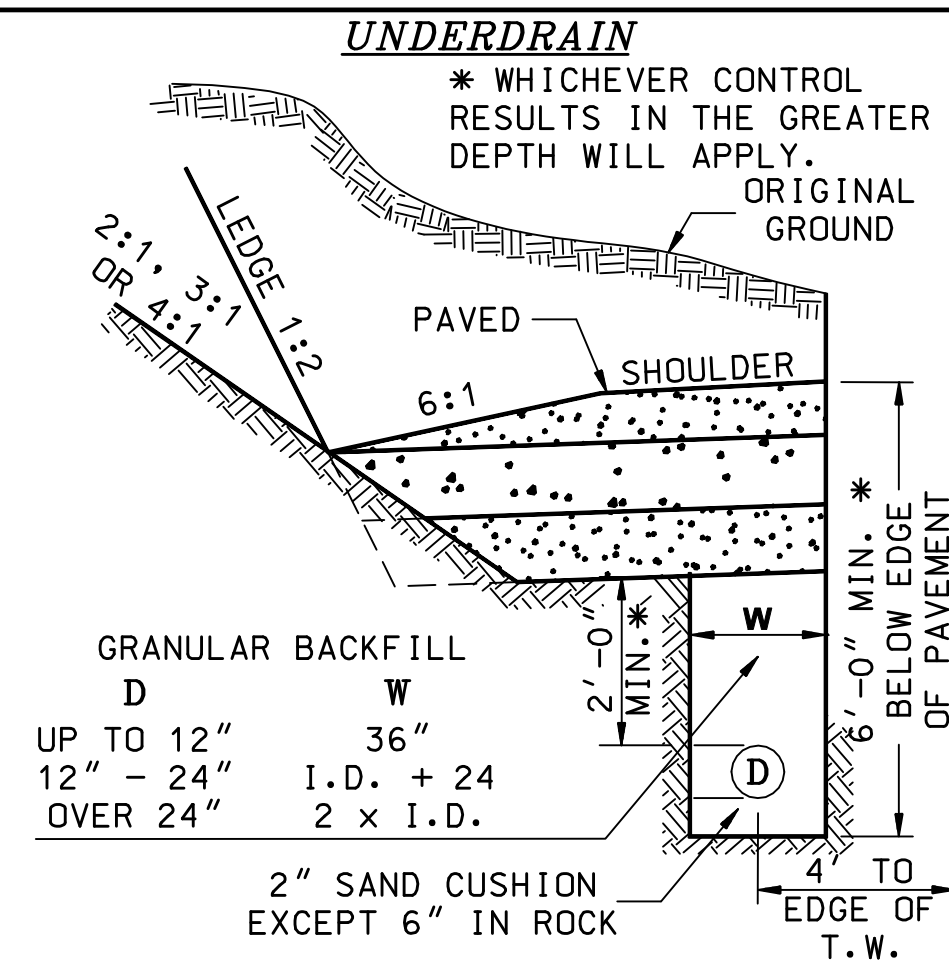 UNDERDRAIN
* WHICHEVER CONTROL
RESULTS IN THE GREATER
DEPTH WILL APPLY.
ORIGINAL
GROUND
LEDGE 1:2
2:1, 3:1
OR 4:1
PAVED
SHOULDER
6:1
6'-0" MIN. *
BELOW EDGE
OF PAVEMENT
2'-0"
MIN. *
W
GRANULAR BACKFILL
D W
UP TO 12" 36"
12" - 24" I.D. + 24
OVER 24" 2 x I.D.
D
2" SAND CUSHION
EXCEPT 6" IN ROCK
4' TO
EDGE OF
T.W.